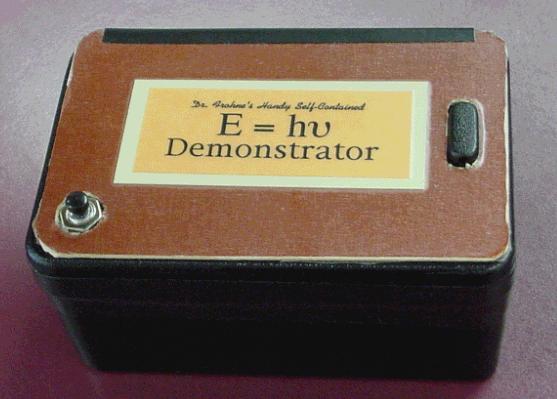 Dr. Frohne's Handy Self-Contained
E = hυ
Demonstrator